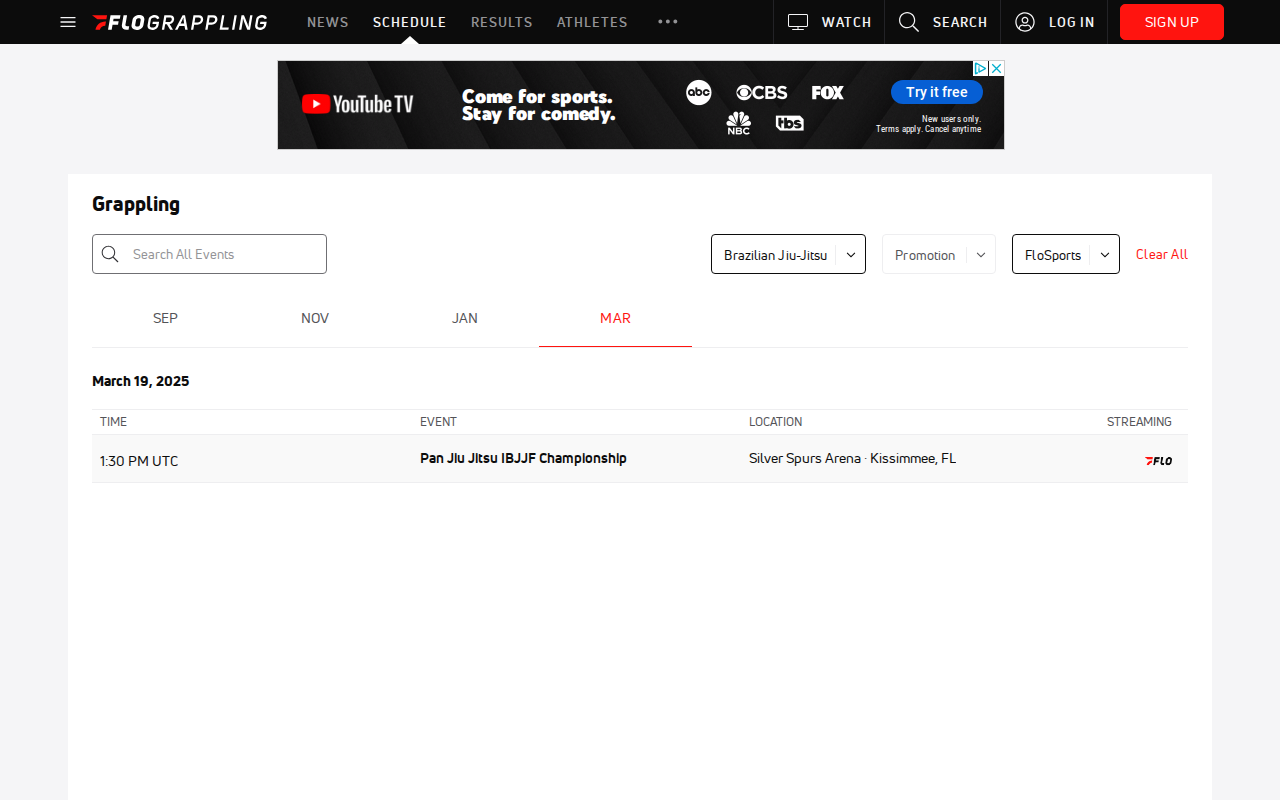 FLOGRAPPLING NEWS SCHEDULE RESULTS ATHLETES WATCH SEARCH LOG IN SIGN UP
YouTube TV
Come for sports.
Stay for comedy.
abc CBS FOX
NBC tbs
Try it free
New users only.
Terms apply. Cancel anytime
Grappling
Search All Events Brazilian Jiu-Jitsu Promotion FloSports Clear All
SEP NOV JAN MAR
March 19, 2025
TIME EVENT LOCATION STREAMING
1:30 PM UTC Pan Jiu Jitsu IBJJF Championship Silver Spurs Arena · Kissimmee, FL FLO